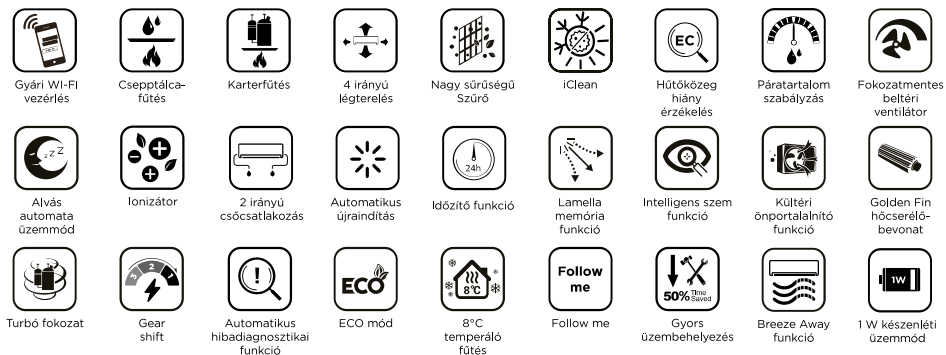 Gyári WI-FI
vezérlés
Csepptálca-
fűtés
Karterfűtés
4 irányú
légterelés
Nagy sűrűségű
Szűrő
iClean
EC
Hűtőközeg
hiány
érzékelés
Páratartalom
szabályzás
Fokozatmentes
beltéri
ventilátor
z z Z
Alvás
automata
üzemmód
Ionizátor
2 irányú
csőcsatlakozás
Automatikus
újraindítás
24h
Időzítő funkció
Lamella
memória
funkció
Intelligens szem
funkció
Kültéri
önportalalnító
funkció
Golden Fin
hőcserélő-
bevonat
Turbó fokozat
3 2 1
Gear
shift
!
Automatikus
hibadiagnosztikai
funkció
ECO
ECO mód
8°C
8°C
temperáló
fűtés
Follow
me
Follow me
50% Time
Saved
Gyors
üzembehelyezés
Breeze Away
funkció
1W
1 W készenléti
üzemmód